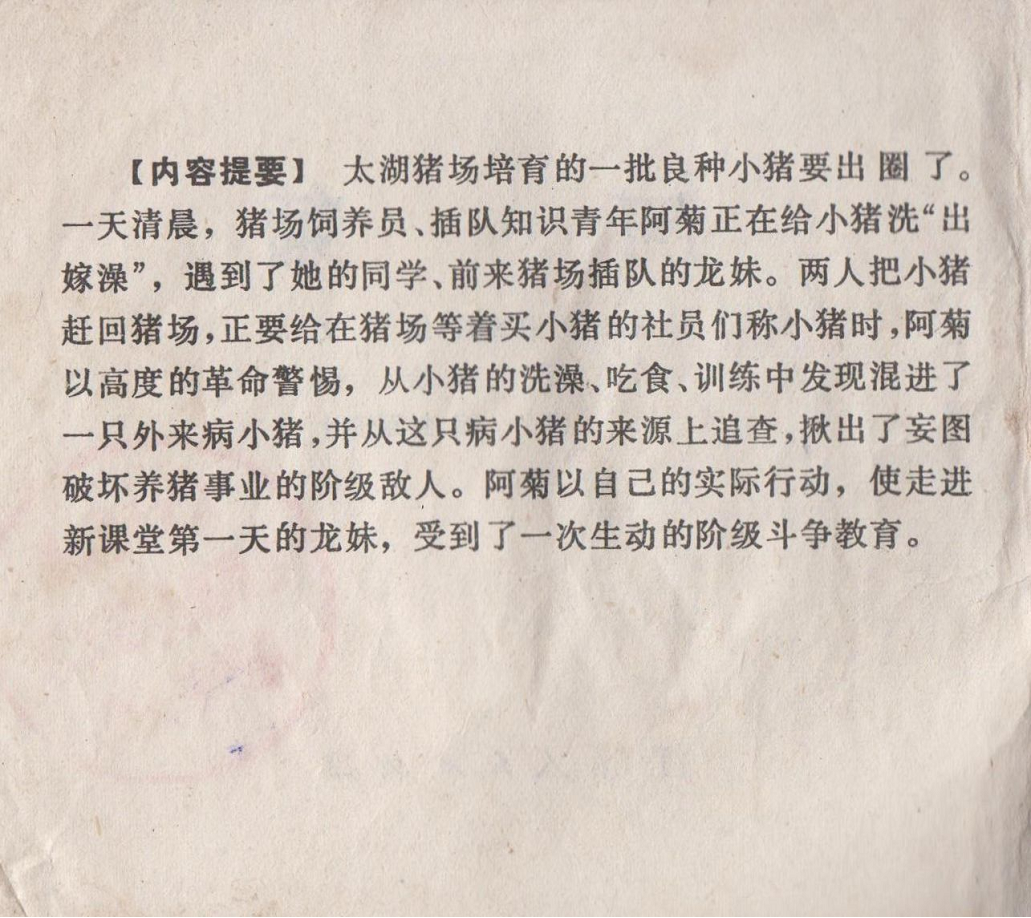 【内容提要】 太湖猪场培育的一批良种小猪要出圈了。
一天清晨，猪场饲养员、插队知识青年阿菊正在给小猪洗“出
嫁澡”，遇到了她的同学、前来猪场插队的龙妹。两人把小猪
赶回猪场，正要给在猪场等着买小猪的社员们称小猪时，阿菊
以高度的革命警惕，从小猪的洗澡、吃食、训练中发现混进了
一只外来病小猪，并从这只病小猪的来源上追查，揪出了妄图
破坏养猪事业的阶级敌人。阿菊以自己的实际行动，使走进
新课堂第一天的龙妹，受到了一次生动的阶级斗争教育。